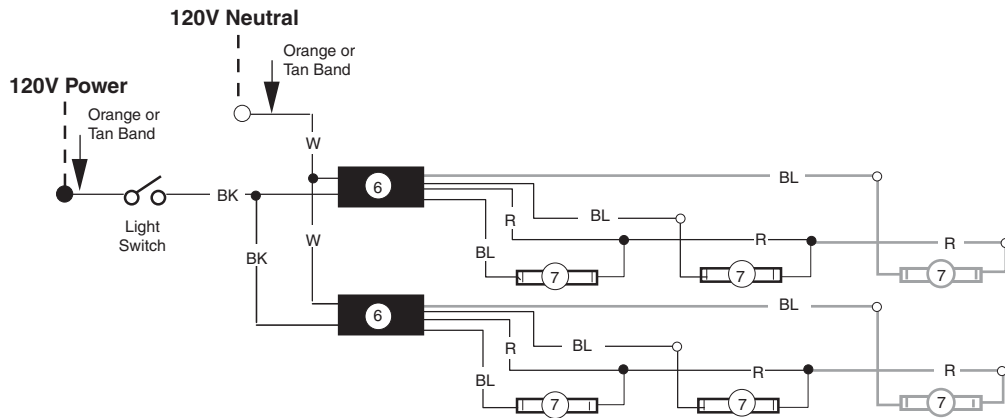 120V Neutral
Orange or
Tan Band
120V Power
Orange or
Tan Band
W
6
BL
BK
Light
Switch
R
BL
W
R
R
BL
BK
7
7
7
6
BL
R
BL
R
R
BL
7
7
7